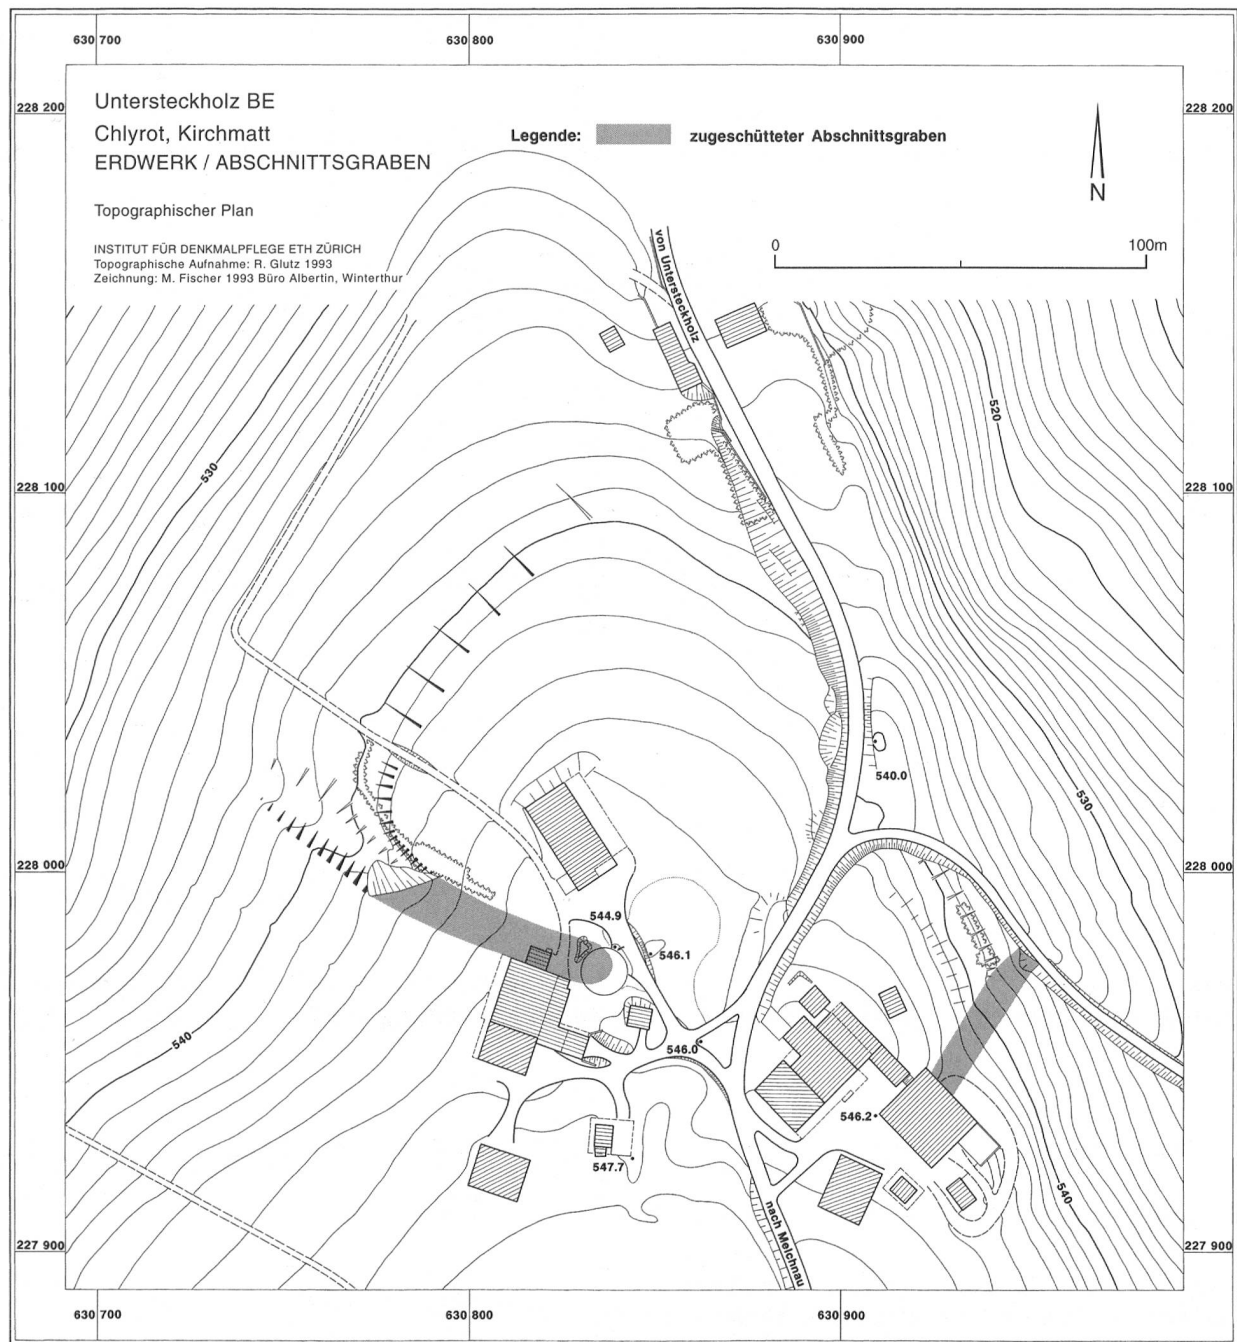 630 700
630 800
630 900
228 200
228 200
Untersteckholz BE
Chlyrot, Kirchmatt
ERDWERK / ABSCHNITTSGRABEN
Legende:
zugeschütteter Abschnittsgraben
N
Topographischer Plan
INSTITUT FÜR DENKMALPFLEGE ETH ZÜRICH
Topographische Aufnahme: R. Glutz 1993
Zeichnung: M. Fischer 1993 Büro Albertin, Winterthur
0
100m
von Untersteckholz
520
530
228 100
228 100
540.0
530
228 000
228 000
544.9
546.1
540
546.0
546.2
547.7
540
nach Melchnau
227 900
227 900
630 700
630 800
630 900